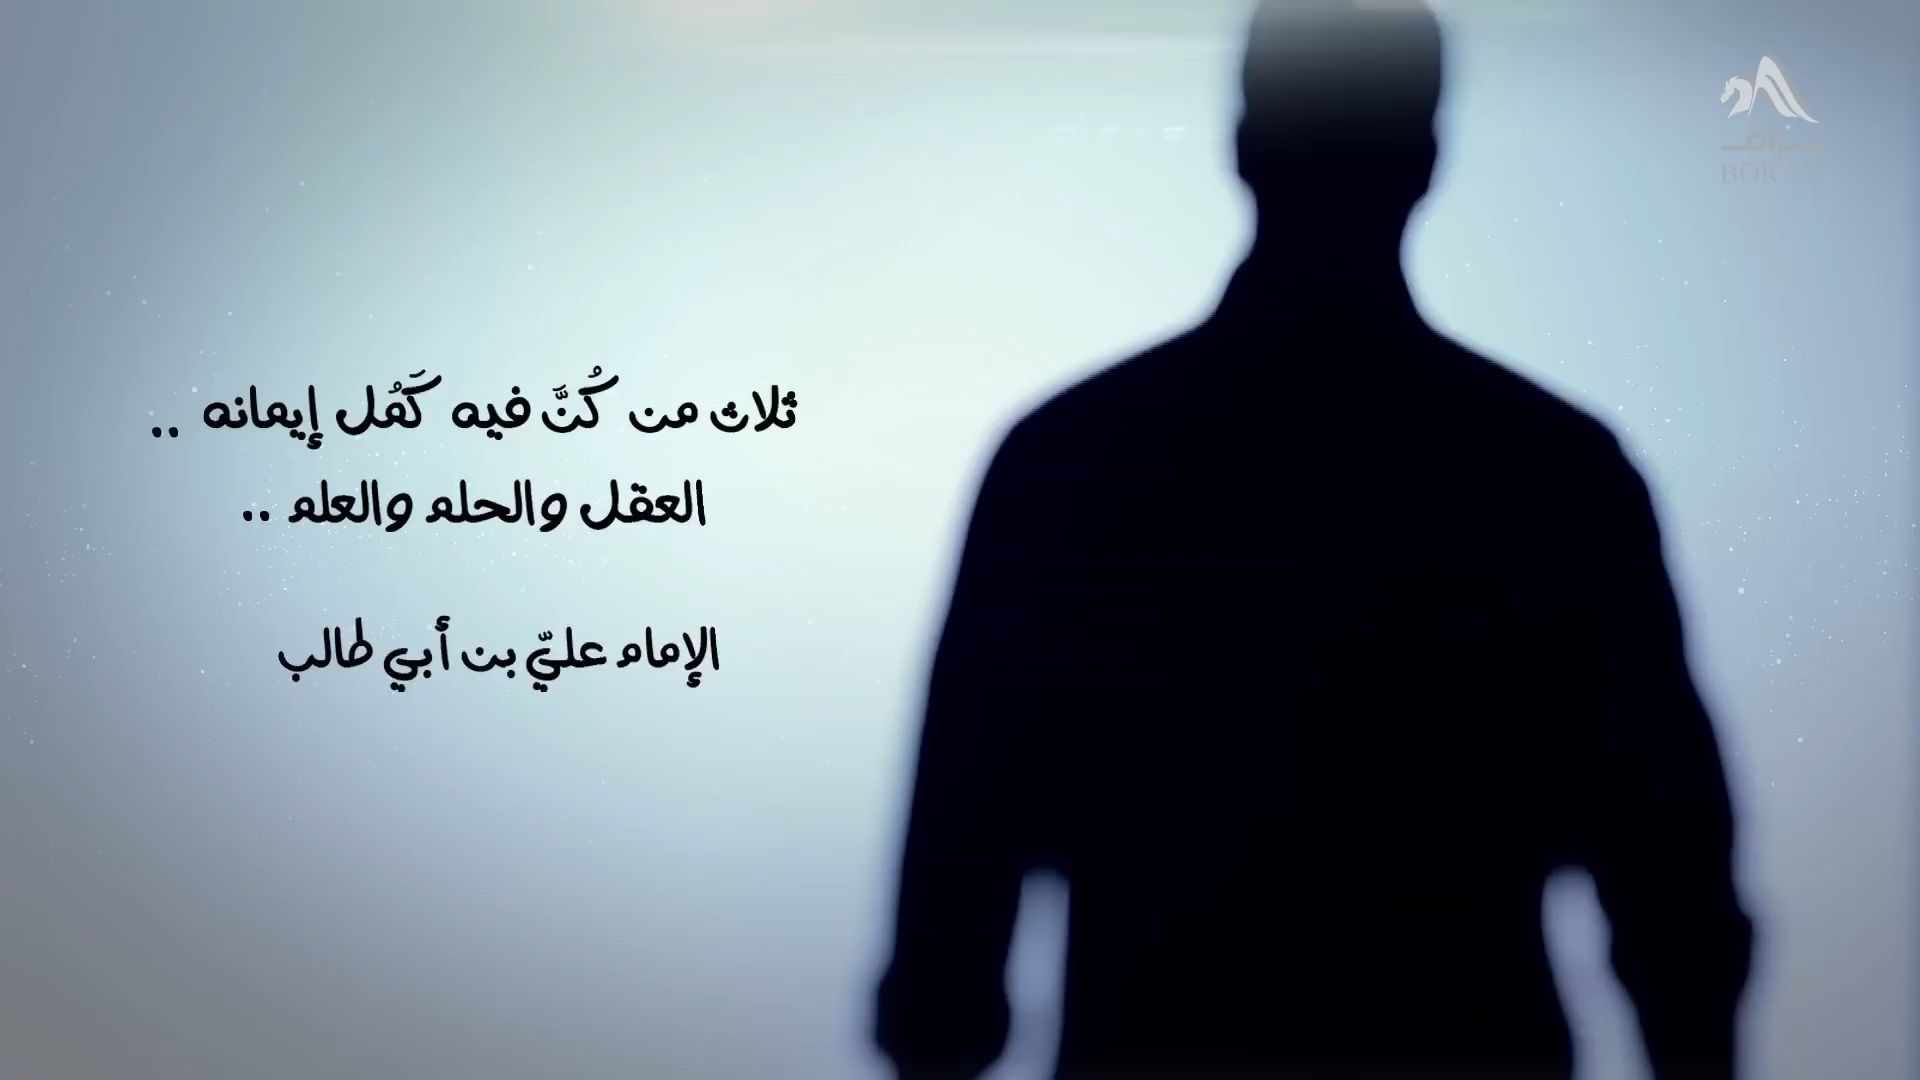 ثلاث من كُنَّ فيه كَمُل إيمانه ..
العقل والحلم والعلم ..
الإمام عليّ بن أبي طالب